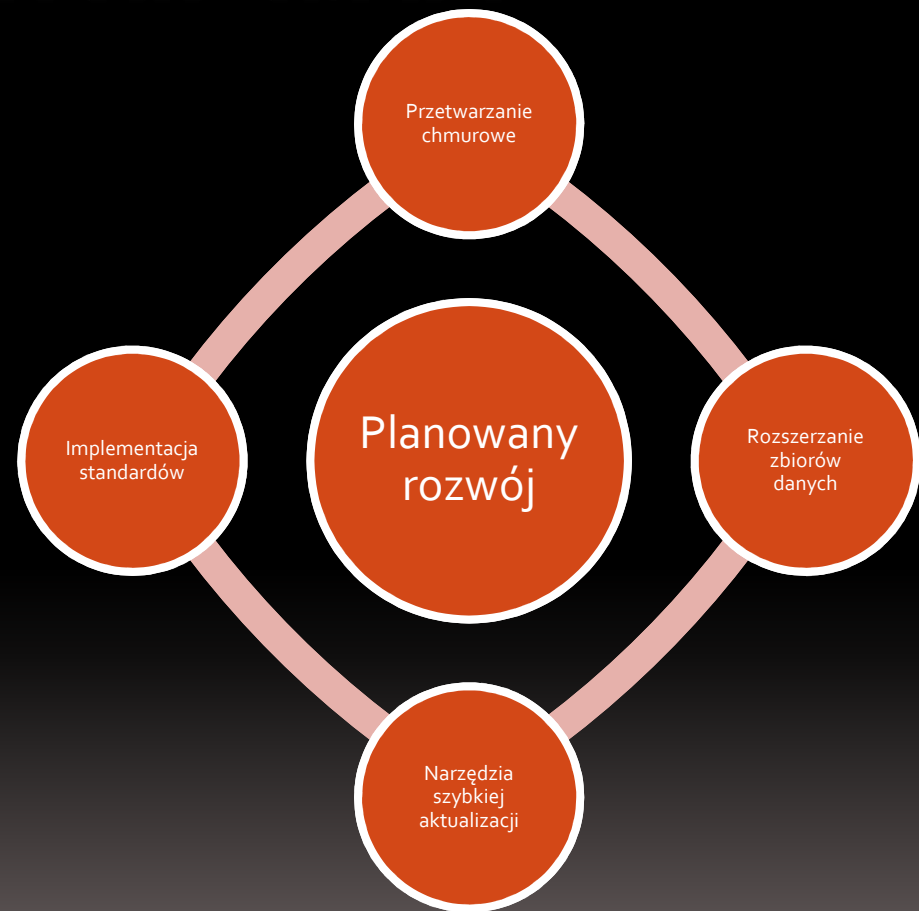 Przetwarzanie
chmurowe
Planowany
rozwój
Implementacja
standardów
Rozszerzanie
zbiorów
danych
Narzędzia
szybkiej
aktualizacji